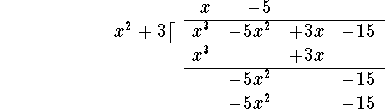 x −5
x² + 3⌈ x³ −5x² +3x −15
x³ +3x
−5x² −15
−5x² −15